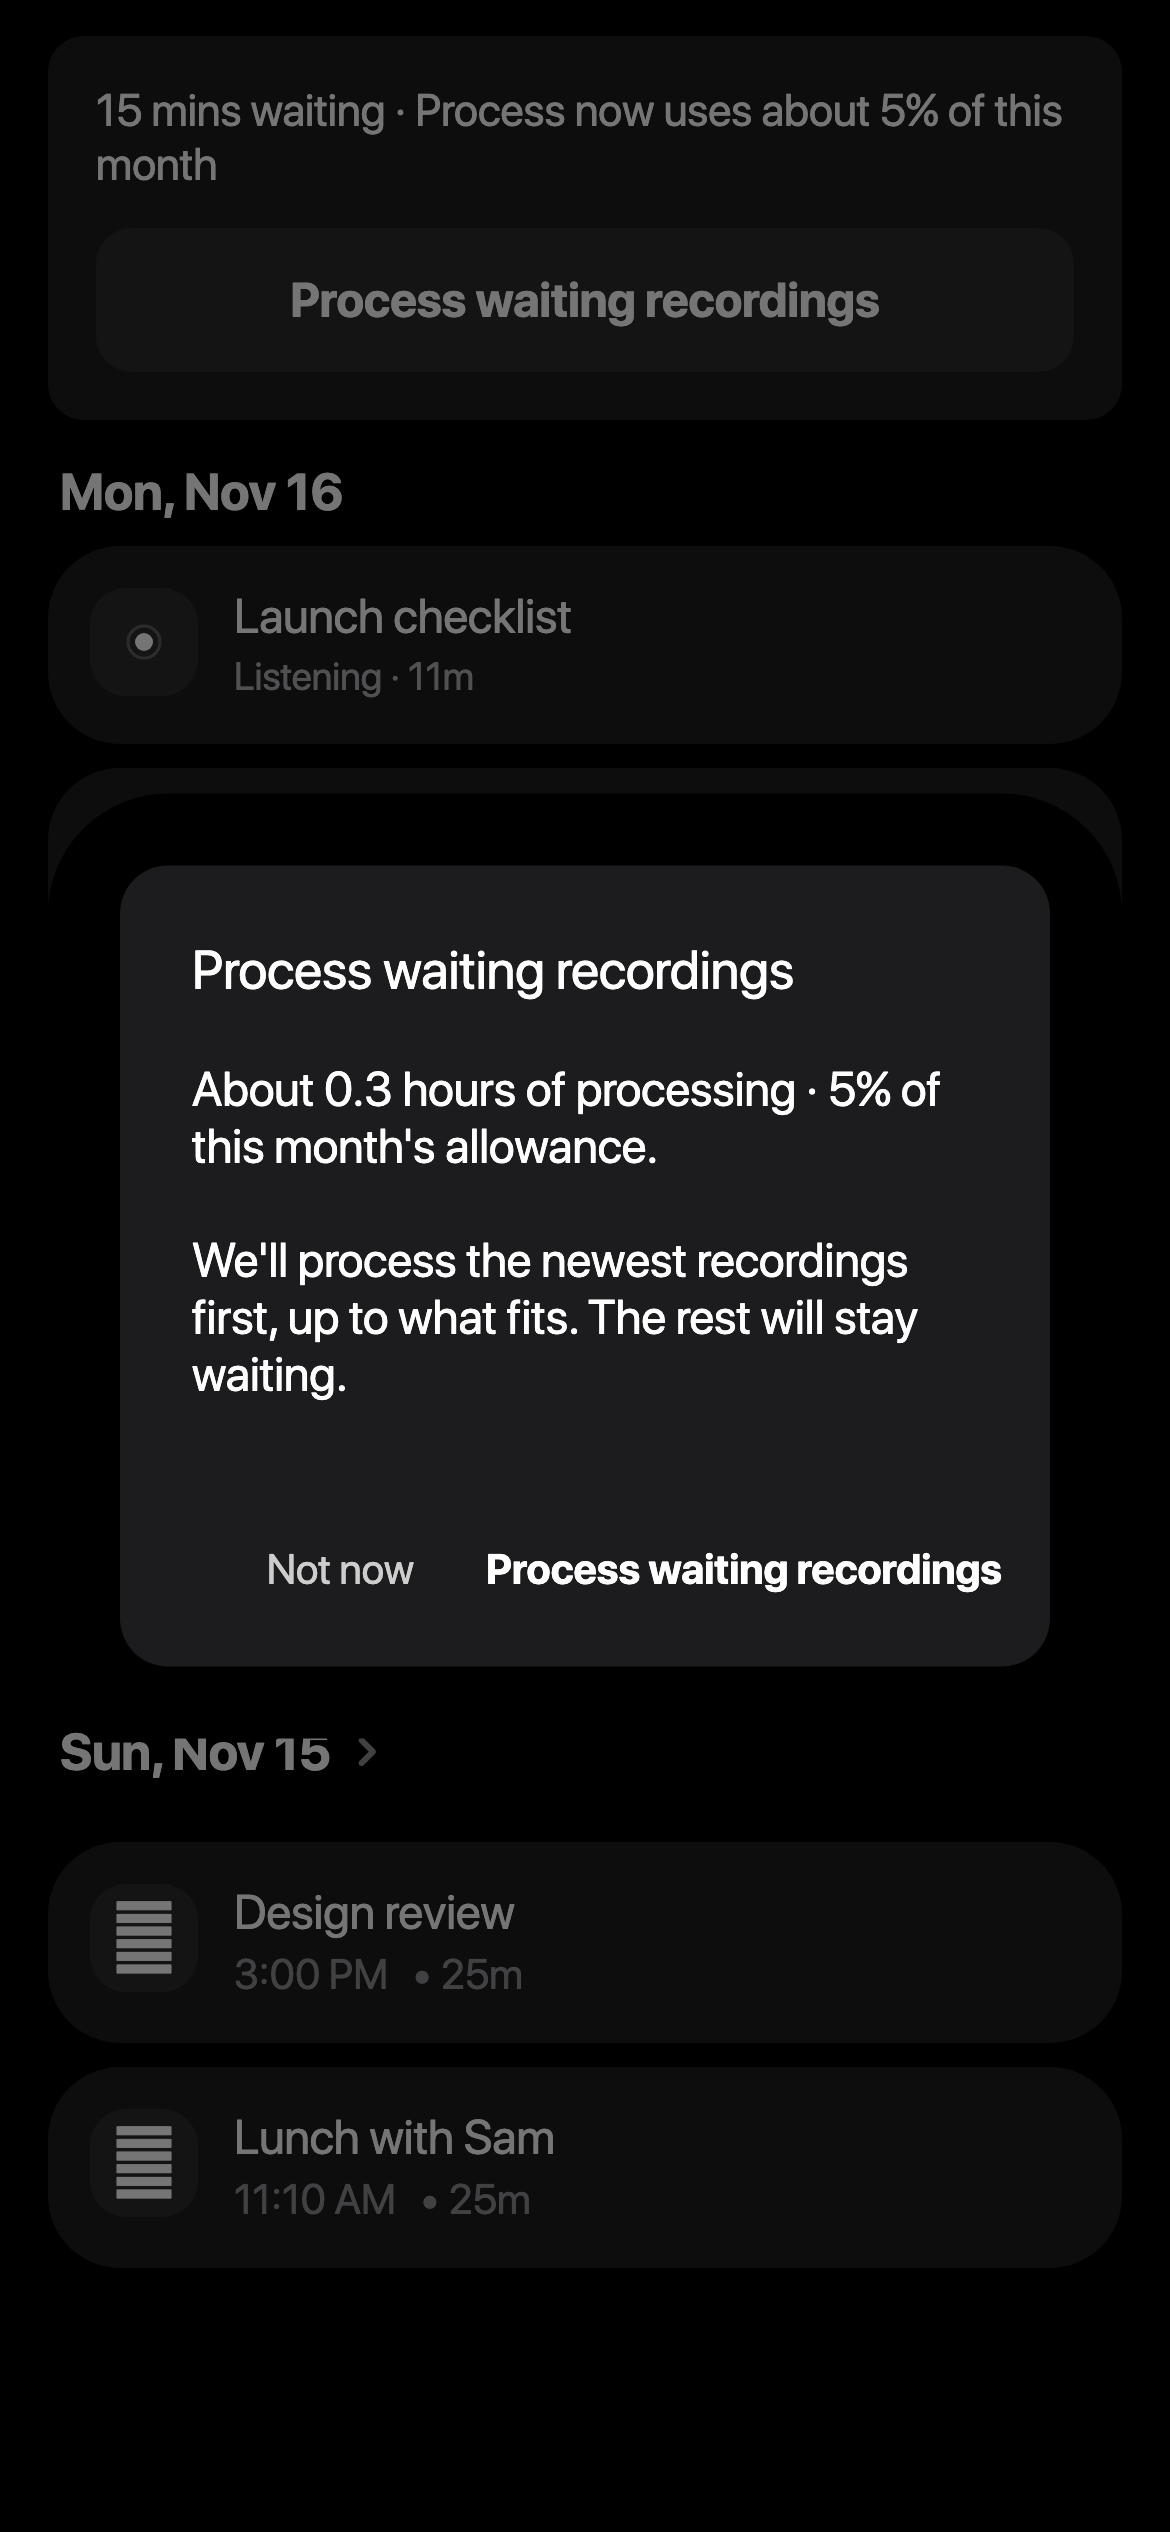 15 mins waiting · Process now uses about 5% of this
month
Process waiting recordings
Mon, Nov 16
Launch checklist
Listening · 11m
Process waiting recordings
About 0.3 hours of processing · 5% of
this month's allowance.
We'll process the newest recordings
first, up to what fits. The rest will stay
waiting.
Not now Process waiting recordings
Sun, Nov 15
Design review
3:00 PM • 25m
Lunch with Sam
11:10 AM • 25m